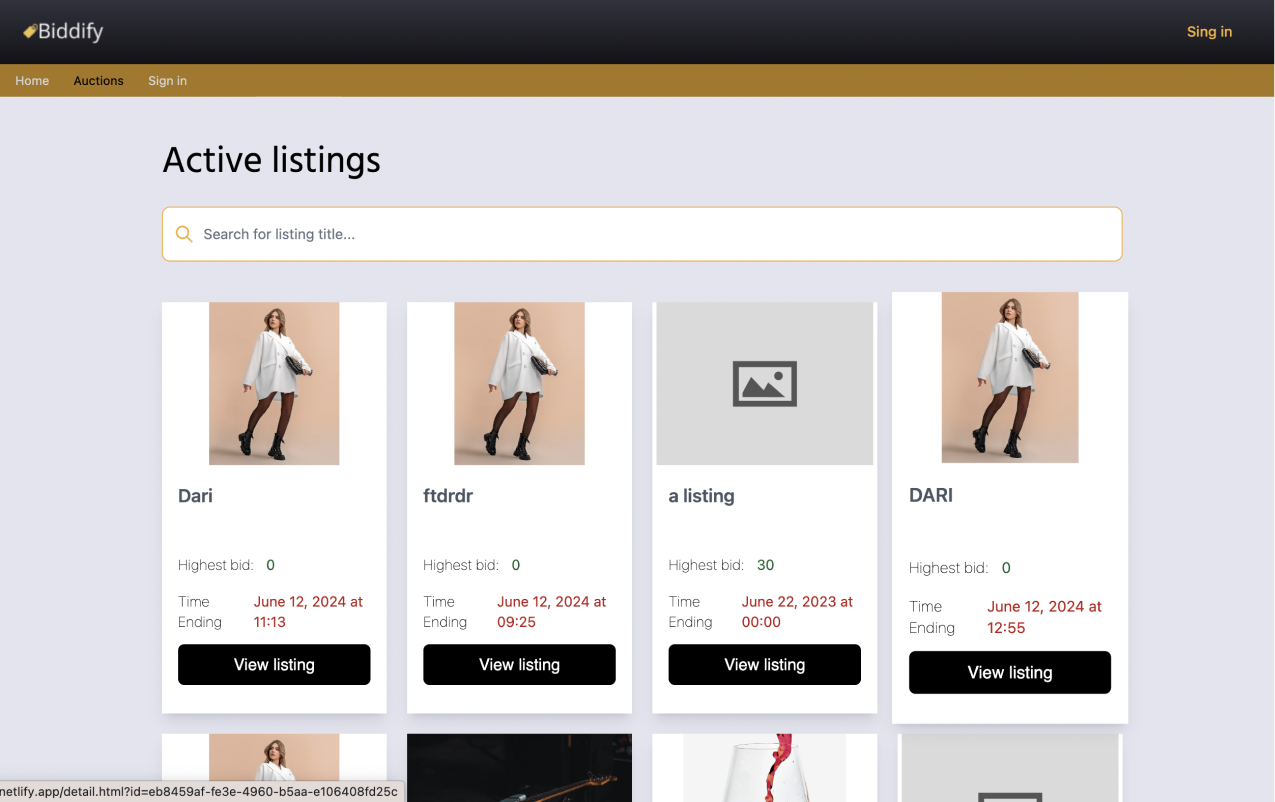 Biddify
Sing in
Home Auctions Sign in
Active listings
Search for listing title...
Dari
Highest bid: 0
Time Ending June 12, 2024 at 11:13
View listing
ftdrdr
Highest bid: 0
Time Ending June 12, 2024 at 09:25
View listing
a listing
Highest bid: 30
Time Ending June 22, 2023 at 00:00
View listing
DARI
Highest bid: 0
Time Ending June 12, 2024 at 12:55
View listing
netlify.app/detail.html?id=eb8459af-fe3e-4960-b5aa-e106408fd25c